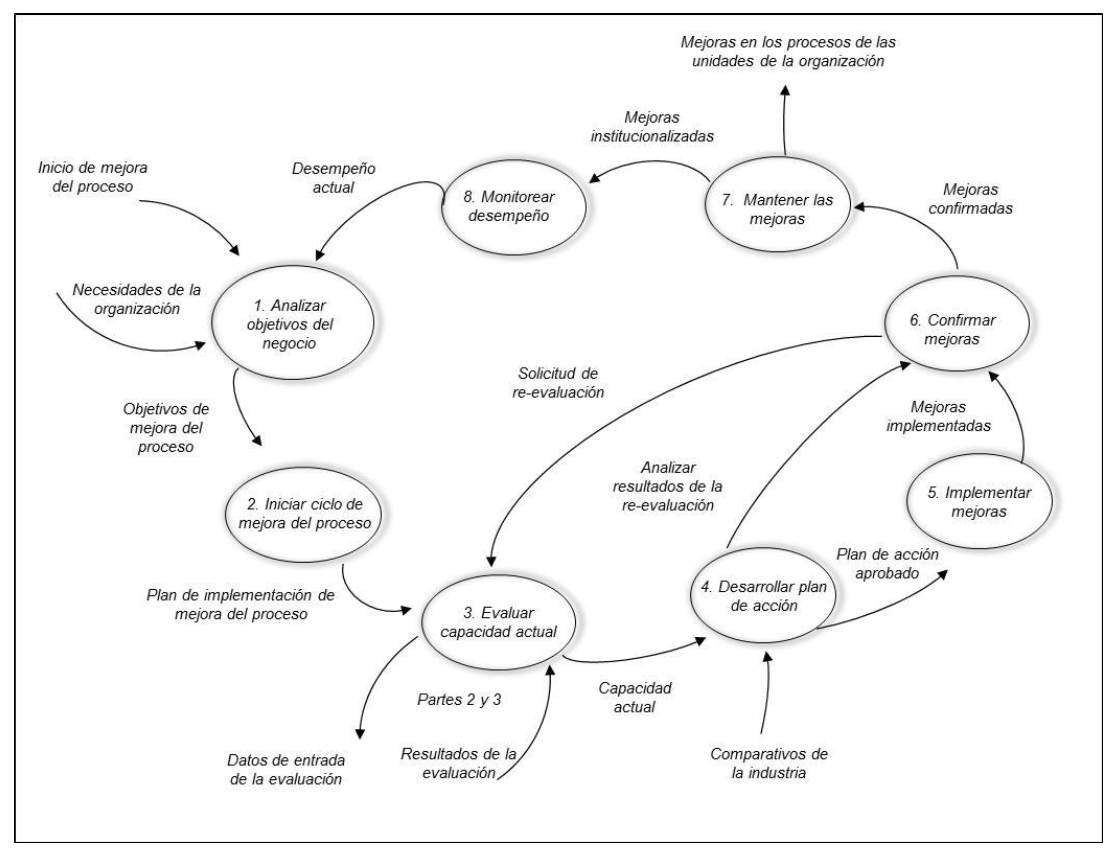 Mejoras en los procesos de las
unidades de la organización
Mejoras
institucionalizadas
Inicio de mejora
del proceso
Desempeño
actual
8. Monitorear
desempeño
7. Mantener las
mejoras
Mejoras
confirmadas
Necesidades de la
organización
1. Analizar
objetivos del
negocio
6. Confirmar
mejoras
Solicitud de
re-evaluación
Objetivos de
mejora del
proceso
Mejoras
implementadas
Analizar
resultados de la
re-evaluación
2. Iniciar ciclo de
mejora del proceso
5. Implementar
mejoras
Plan de acción
aprobado
Plan de implementación de
mejora del proceso
3. Evaluar
capacidad actual
4. Desarrollar plan
de acción
Partes 2 y 3
Capacidad
actual
Datos de entrada
de la evaluación
Resultados de la
evaluación
Comparativos de
la industria